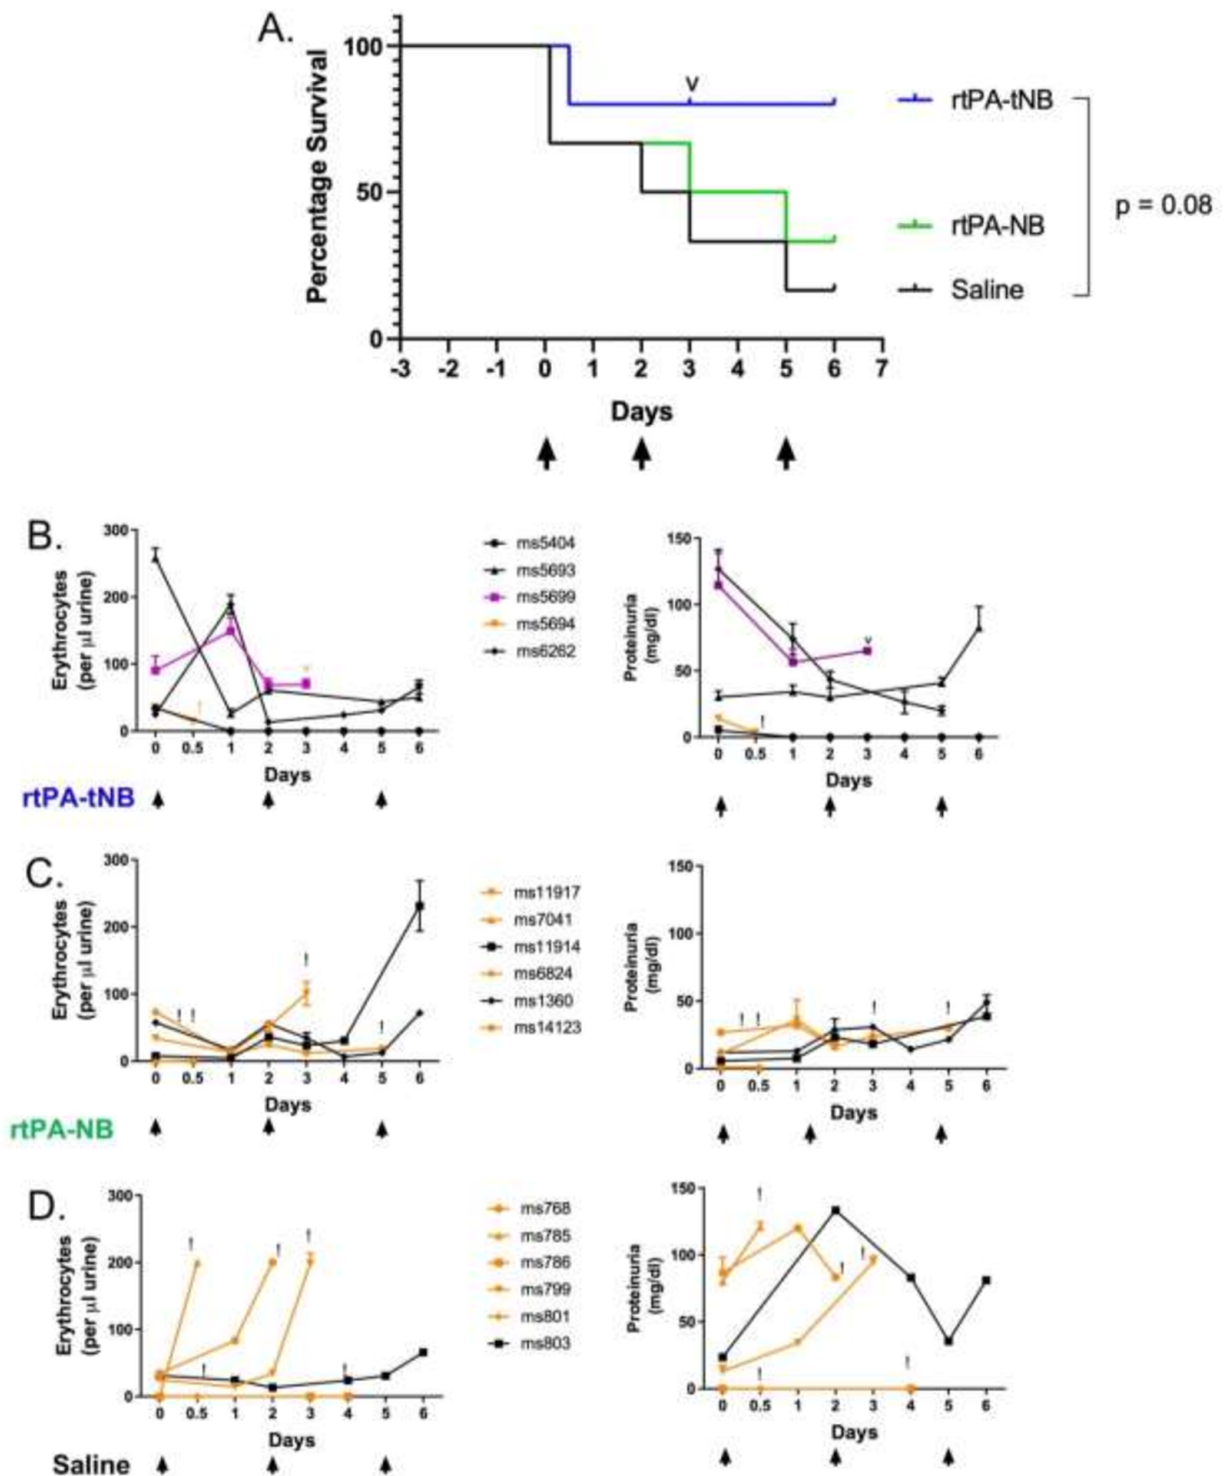 A.
Percentage Survival
100
50
0
-3 -2 -1 0 1 2 3 4 5 6 7
Days
v
rtPA-tNB
rtPA-NB
Saline
p = 0.08
B.
Erythrocytes
(per µl urine)
300
200
100
0
0 0.5 1 2 3 4 5 6
Days
v
!
ms5404
ms5693
ms5699
ms5694
ms6262
Proteinuria
(mg/dl)
150
100
50
0
0 0.5 1 2 3 4 5 6
Days
v
!
rtPA-tNB
C.
Erythrocytes
(per µl urine)
300
200
100
0
0 0.5 1 2 3 4 5 6
Days
! ! ! !
ms11917
ms7041
ms11914
ms6824
ms1360
ms14123
Proteinuria
(mg/dl)
150
100
50
0
0 0.5 1 2 3 4 5 6
Days
! ! ! !
rtPA-NB
D.
Erythrocytes
(per µl urine)
300
200
100
0
0 0.5 1 2 3 4 5 6
Days
! ! ! ! !
ms768
ms785
ms786
ms799
ms801
ms803
Proteinuria
(mg/dl)
150
100
50
0
0 0.5 1 2 3 4 5 6
Days
! ! ! ! !
Saline